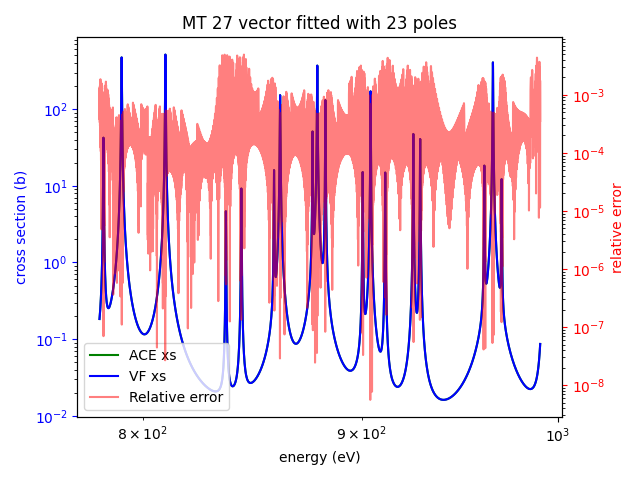 MT 27 vector fitted with 23 poles
cross section (b)
10²
10¹
10⁰
10⁻¹
10⁻²
10⁻³
10⁻⁴
10⁻⁵
10⁻⁶
10⁻⁷
10⁻⁸
relative error
ACE xs
VF xs
Relative error
8 × 10² 9 × 10² 10³
energy (eV)